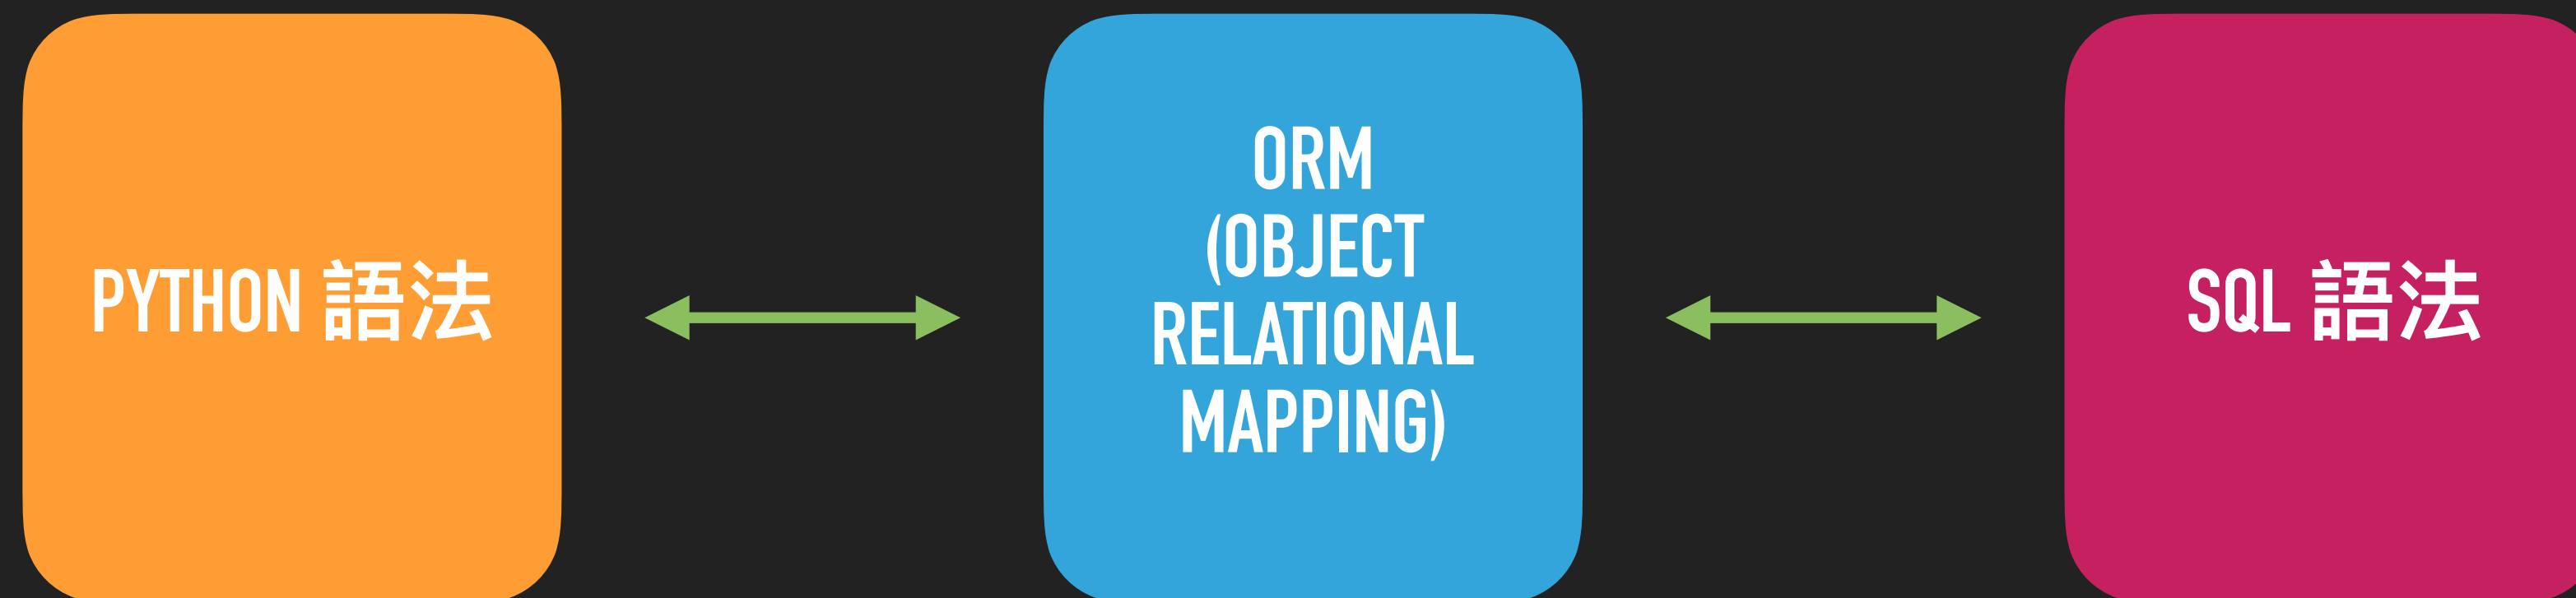 PYTHON 語法
ORM
(OBJECT
RELATIONAL
MAPPING)
SQL 語法